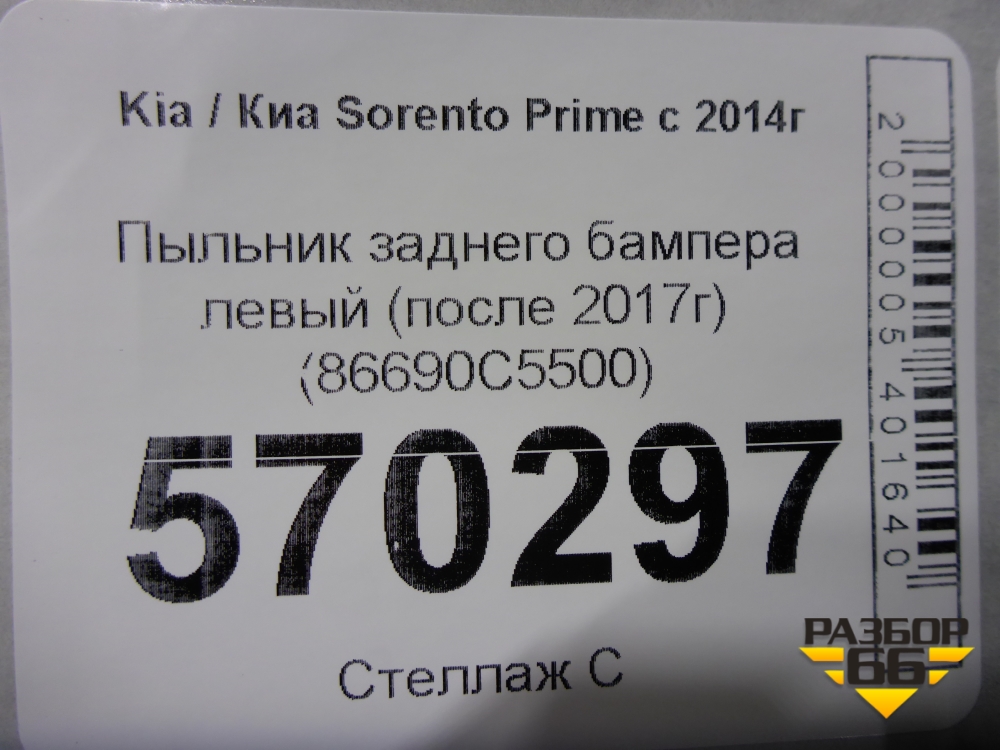 Kia / Киа Sorento Prime с 2014г
Пыльник заднего бампера
левый (после 2017г)
(86690C5500)
570297
Стеллаж С
2000005401640
РАЗБОР
66